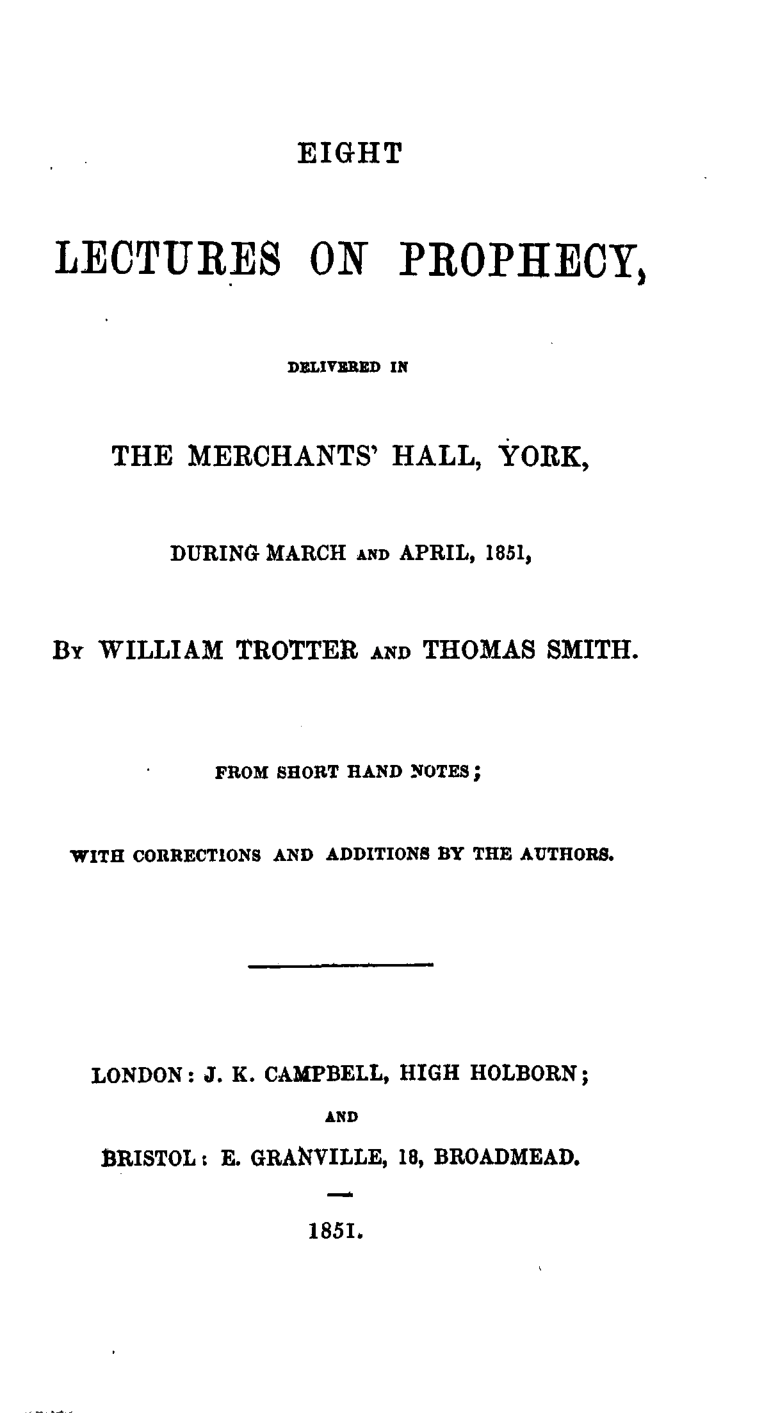 EIGHT
LECTURES ON PROPHECY,
DELIVERED IN
THE MERCHANTS' HALL, YORK,
DURING MARCH AND APRIL, 1851,
BY WILLIAM TROTTER AND THOMAS SMITH.
FROM SHORT HAND NOTES;
WITH CORRECTIONS AND ADDITIONS BY THE AUTHORS.
LONDON: J. K. CAMPBELL, HIGH HOLBORN;
AND
BRISTOL: E. GRANVILLE, 18, BROADMEAD.
1851.